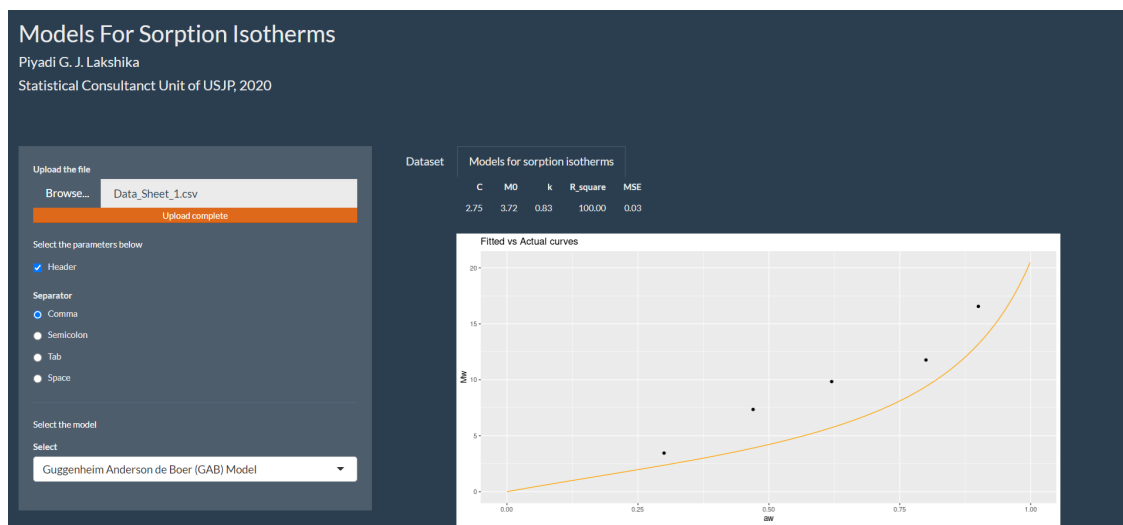 Models For Sorption Isotherms
Piyadi G. J. Lakshika
Statistical Consultanct Unit of USJP, 2020
Upload the file
Browse... Data_Sheet_1.csv
Upload complete
Select the parameters below
Header
Separator
Comma
Semicolon
Tab
Space
Select the model
Select
Guggenheim Anderson de Boer (GAB) Model
Dataset Models for sorption isotherms
C M0 k R_square MSE
2.75 3.72 0.83 100.00 0.03
Fitted vs Actual curves
20
15
10
5
0
Mw
0.00 0.25 0.50 0.75 1.00
aw